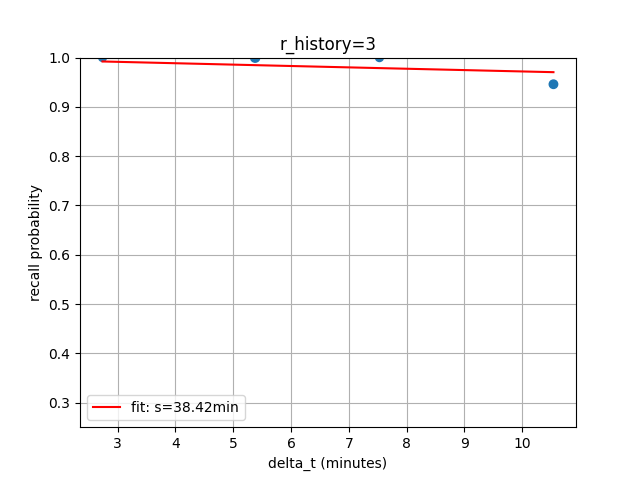 r_history=3
1.0
0.9
0.8
0.7
0.6
0.5
0.4
0.3
recall probability
fit: s=38.42min
3 4 5 6 7 8 9 10
delta_t (minutes)